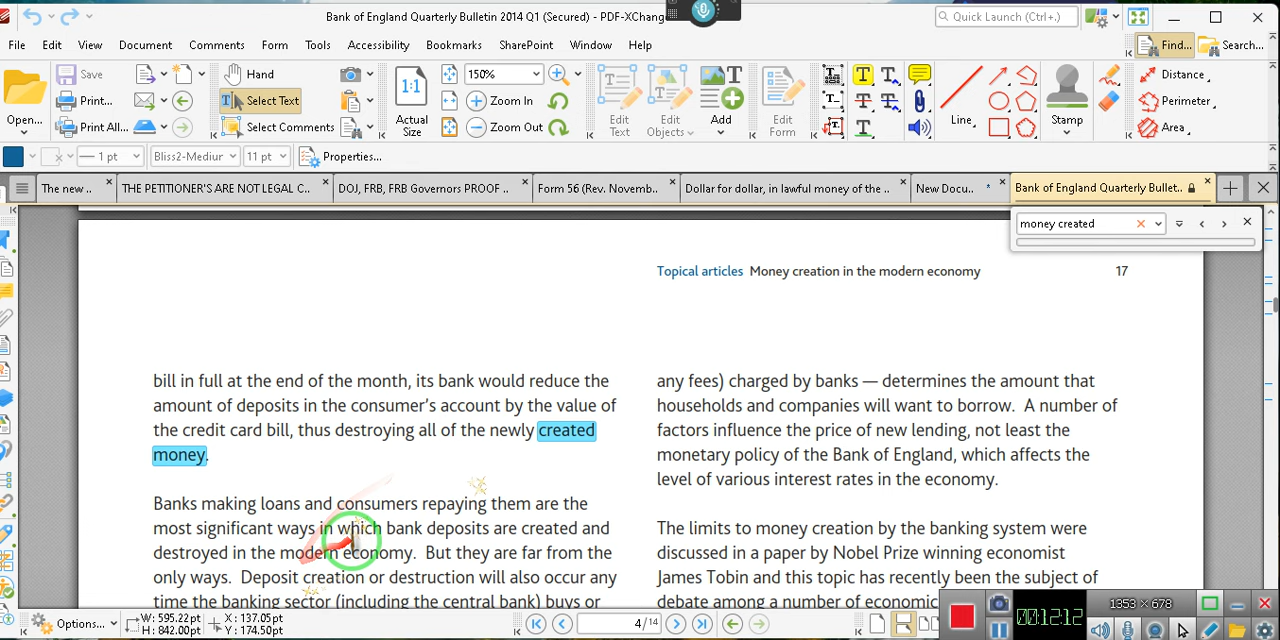 Bank of England Quarterly Bulletin 2014 Q1 (Secured) - PDF-XChang
Quick Launch (Ctrl+.)
File Edit View Document Comments Form Tools Accessibility Bookmarks SharePoint Window Help
Find... Search...
Open...
Save
Print...
Print All...
Hand
Select Text
Select Comments
1:1
Actual
Size
150%
Zoom In
Zoom Out
Edit
Text
Edit
Objects
Add
Edit
Form
Line,
Stamp
Distance
Perimeter
Area
1 pt Bliss2-Mediur 11 pt Properties...
The new .. THE PETITIONER'S ARE NOT LEGAL C... DOJ, FRB, FRB Governors PROOF .. Form 56 (Rev. Novemb.. Dollar for dollar, in lawful money of the .. New Docu.. * Bank of England Quarterly Bullet..
money created
Topical articles Money creation in the modern economy 17
bill in full at the end of the month, its bank would reduce the
amount of deposits in the consumer's account by the value of
the credit card bill, thus destroying all of the newly created
money.
Banks making loans and consumers repaying them are the
most significant ways in which bank deposits are created and
destroyed in the modern economy. But they are far from the
only ways. Deposit creation or destruction will also occur any
time the banking sector (including the central bank) buys or
any fees) charged by banks — determines the amount that
households and companies will want to borrow. A number of
factors influence the price of new lending, not least the
monetary policy of the Bank of England, which affects the
level of various interest rates in the economy.
The limits to money creation by the banking system were
discussed in a paper by Nobel Prize winning economist
James Tobin and this topic has recently been the subject of
debate among a number of economic
Options...
W: 595.22pt
H: 842.00pt
X: 137.05pt
Y: 174.50pt
4 /14
00:12:12
1353 × 678